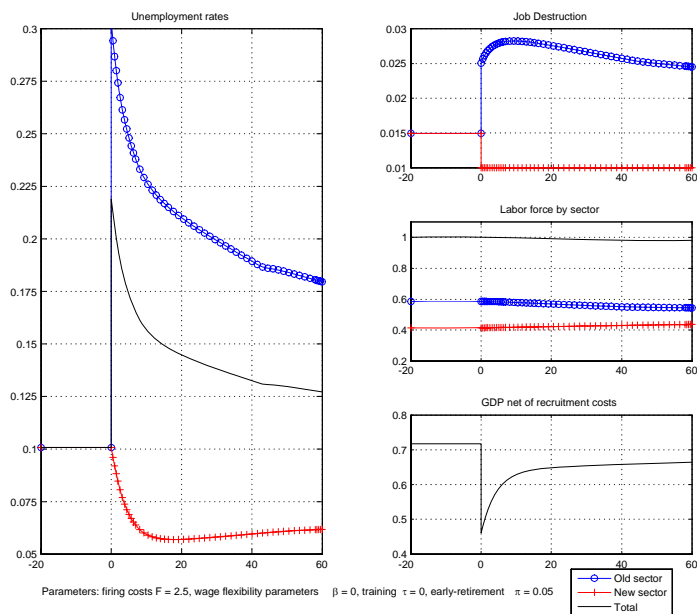 Unemployment rates
0.3
0.275
0.25
0.225
0.2
0.175
0.15
0.125
0.1
0.075
0.05
-20 0 20 40 60
Job Destruction
0.03
0.025
0.02
0.015
0.01
-20 0 20 40 60
Labor force by sector
1
0.8
0.6
0.4
0.2
-20 0 20 40 60
GDP net of recruitment costs
0.8
0.7
0.6
0.5
0.4
-20 0 20 40 60
Parameters: firing costs F = 2.5, wage flexibility parameters β = 0, training τ = 0, early-retirement π = 0.05
Old sector
New sector
Total